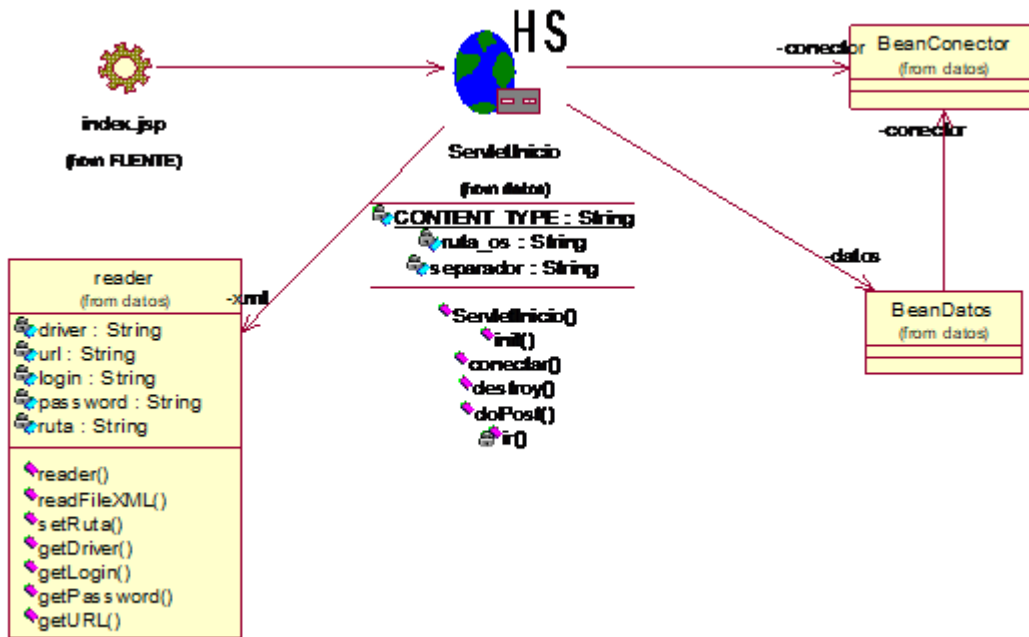 HS
index.jsp
(from FUENTE)
ServletInicio
(from datos)
CONTENT_TYPE : String
ruta_os : String
separador : String
ServletInicio()
init()
conectar()
destroy()
doPost()
ir()
-conector
BeanConector
(from datos)
-conector
-datos
BeanDatos
(from datos)
-xml
reader
(from datos)
driver : String
url : String
login : String
password : String
ruta : String
reader()
readFileXML()
setRuta()
getDriver()
getLogin()
getPassword()
getURL()